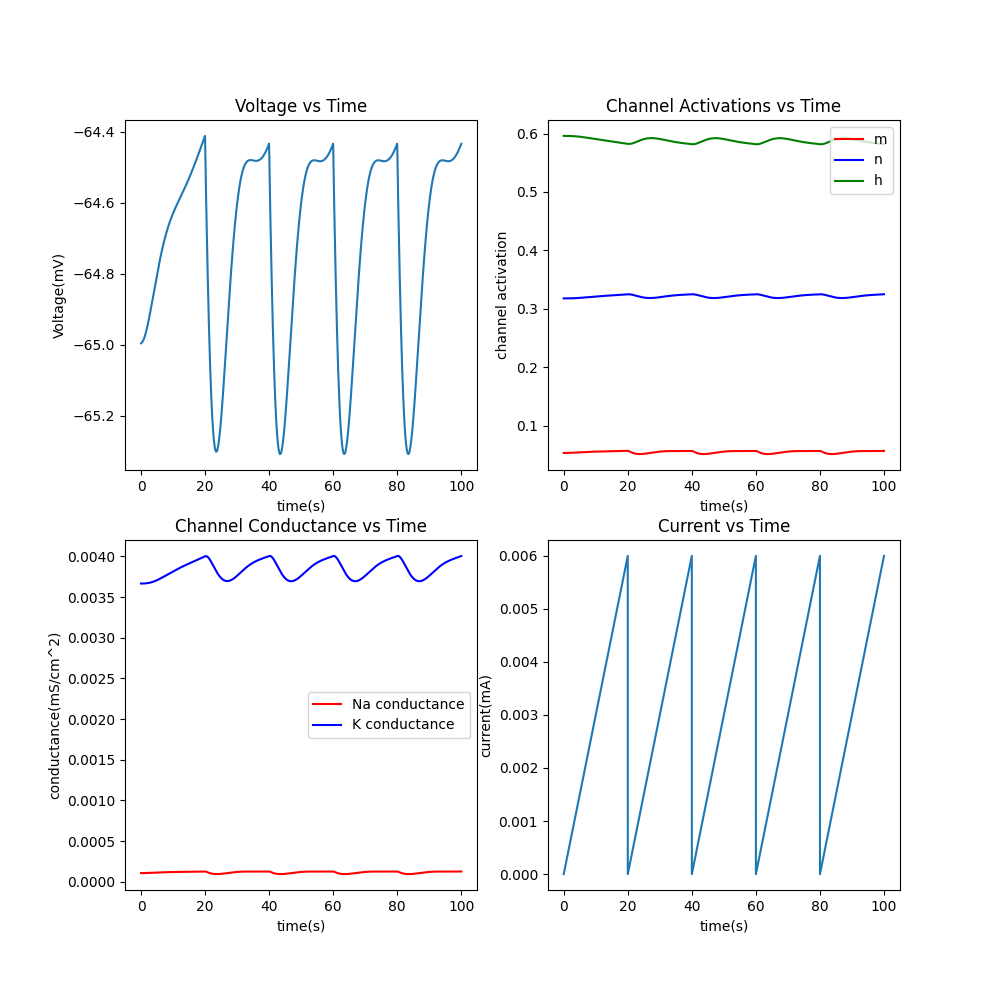 Voltage vs Time
Voltage(mV)
−64.4
−64.6
−64.8
−65.0
−65.2
0 20 40 60 80 100
time(s)
Channel Activations vs Time
channel activation
0.6
0.5
0.4
0.3
0.2
0.1
m
n
h
0 20 40 60 80 100
time(s)
Channel Conductance vs Time
conductance(mS/cm^2)
0.0040
0.0035
0.0030
0.0025
0.0020
0.0015
0.0010
0.0005
0.0000
Na conductance
K conductance
0 20 40 60 80 100
time(s)
Current vs Time
current(mA)
0.006
0.005
0.004
0.003
0.002
0.001
0.000
0 20 40 60 80 100
time(s)